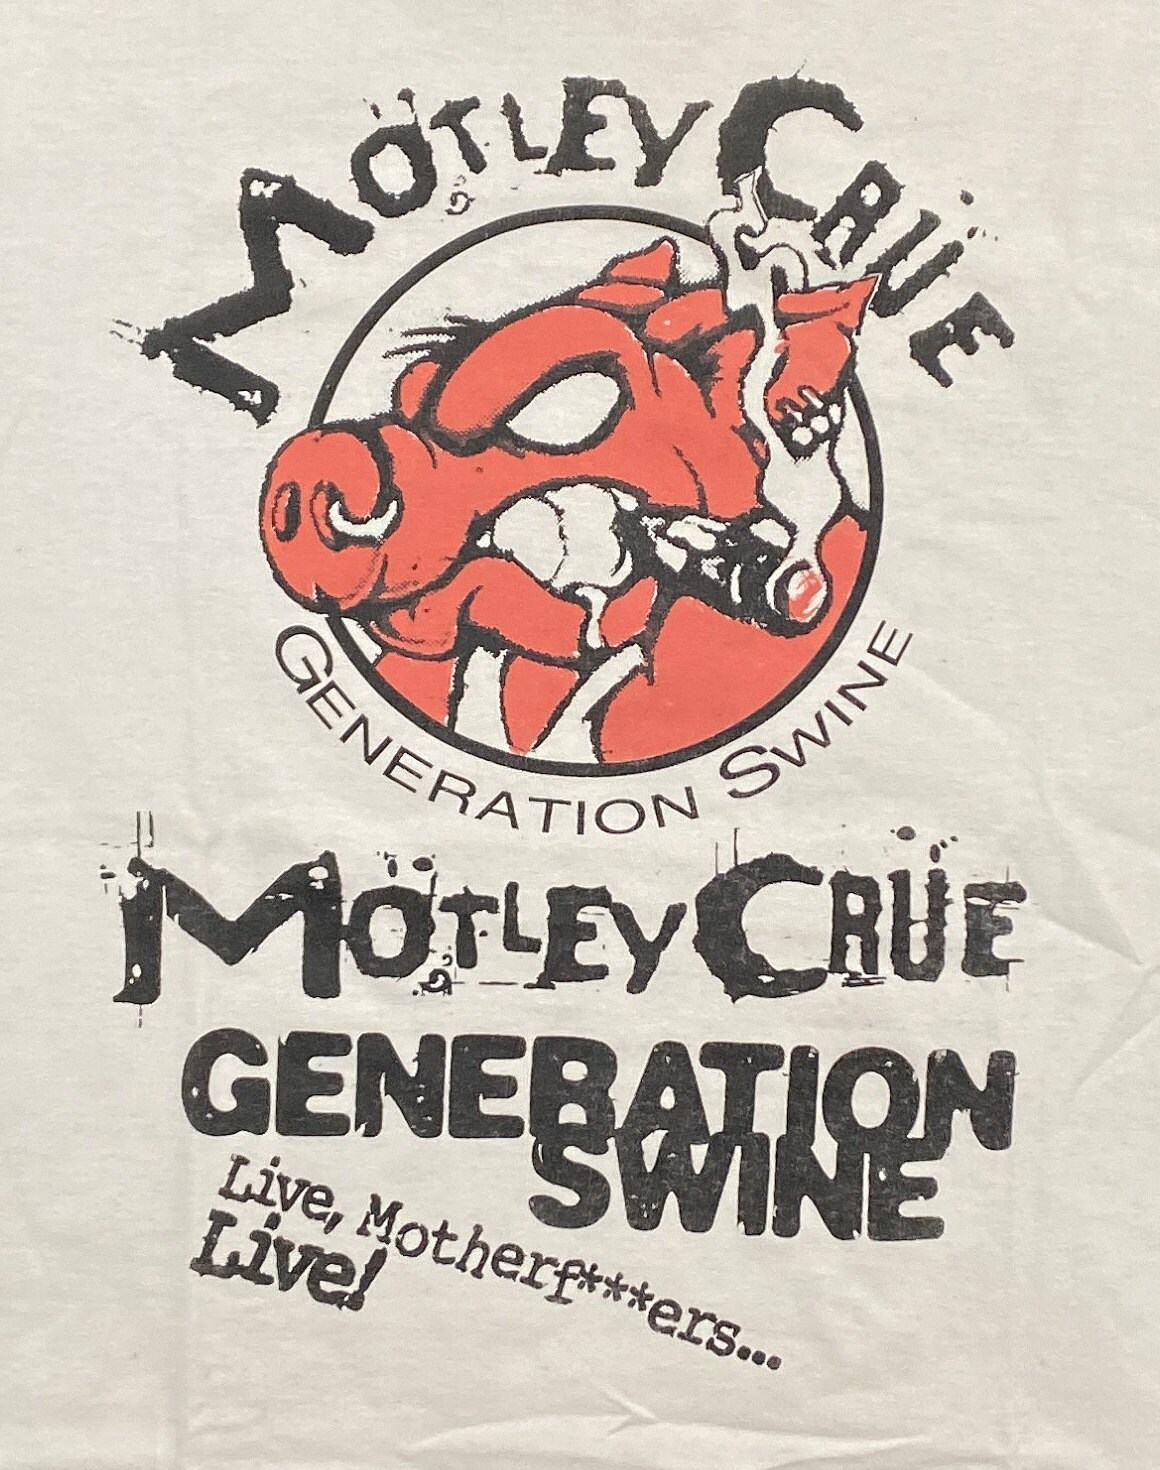 MÖTLEY CRÜE
GENERATION SWINE
MÖTLEY CRÜE
GENERATION
SWINE
Live, Motherf***ers...
Live!